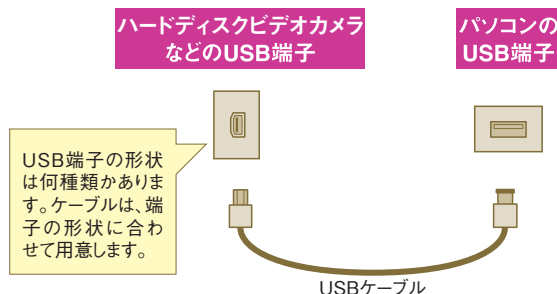 ハードディスクビデオカメラ
などのUSB端子
パソコンの
USB端子
USB端子の形状
は何種類かありま
す。ケーブルは、端
子の形状に合わ
せて用意します。
USBケーブル